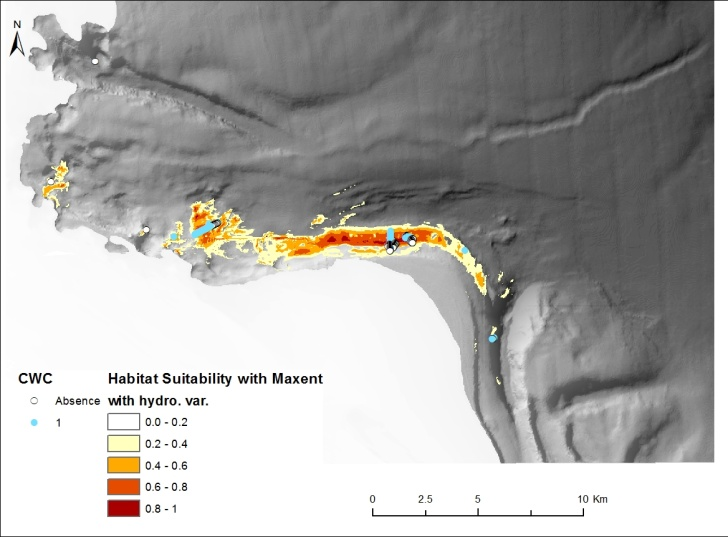 N
CWC
Absence
1
Habitat Suitability with Maxent
with hydro. var.
0.0 - 0.2
0.2 - 0.4
0.4 - 0.6
0.6 - 0.8
0.8 - 1
0 2.5 5 10 Km